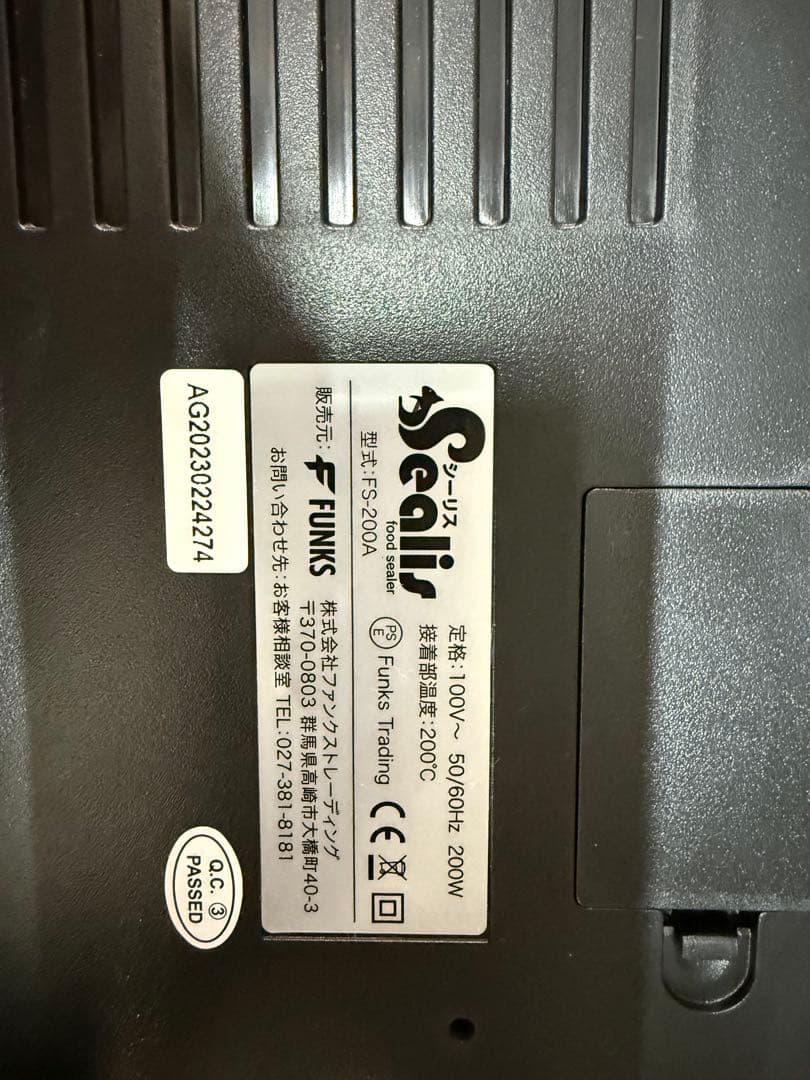 シーリス
Sealis
food sealer
型式:FS-200A
定格:100V～ 50/60Hz 200W
接着部温度:200℃
PS
E
Funks Trading
CE
販売元: FUNKS
株式会社ファンクストレーディング
〒370-0803 群馬県高崎市大橋町40-3
お問い合わせ先:お客様相談室 TEL:027-381-8181
AG20230224274
Q.C. ③
PASSED